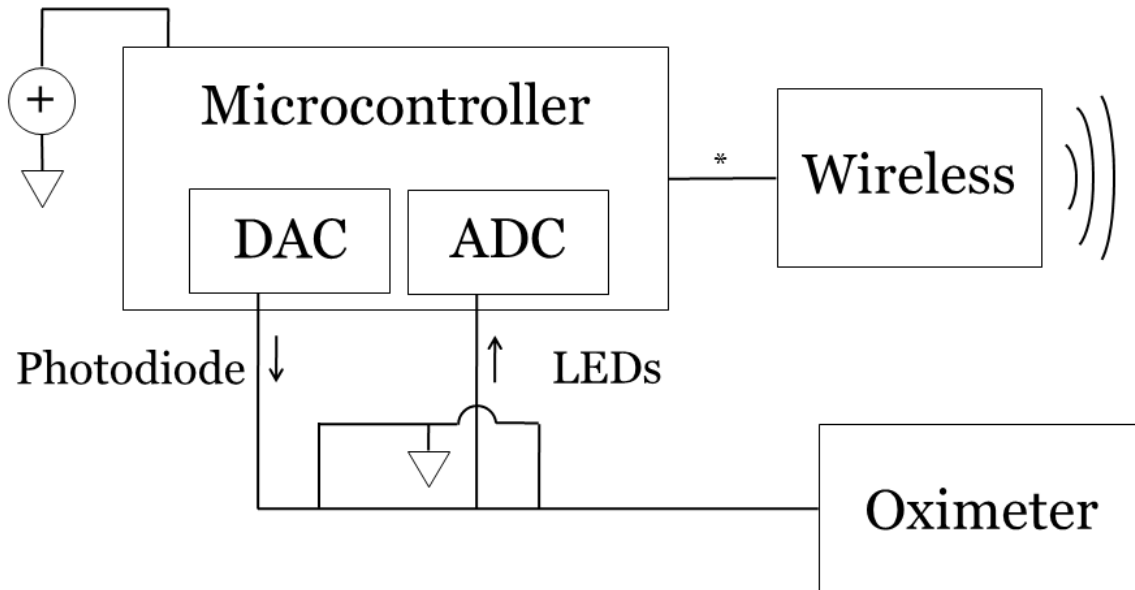 +
Microcontroller
*
Wireless
DAC
ADC
Photodiode
LEDs
Oximeter